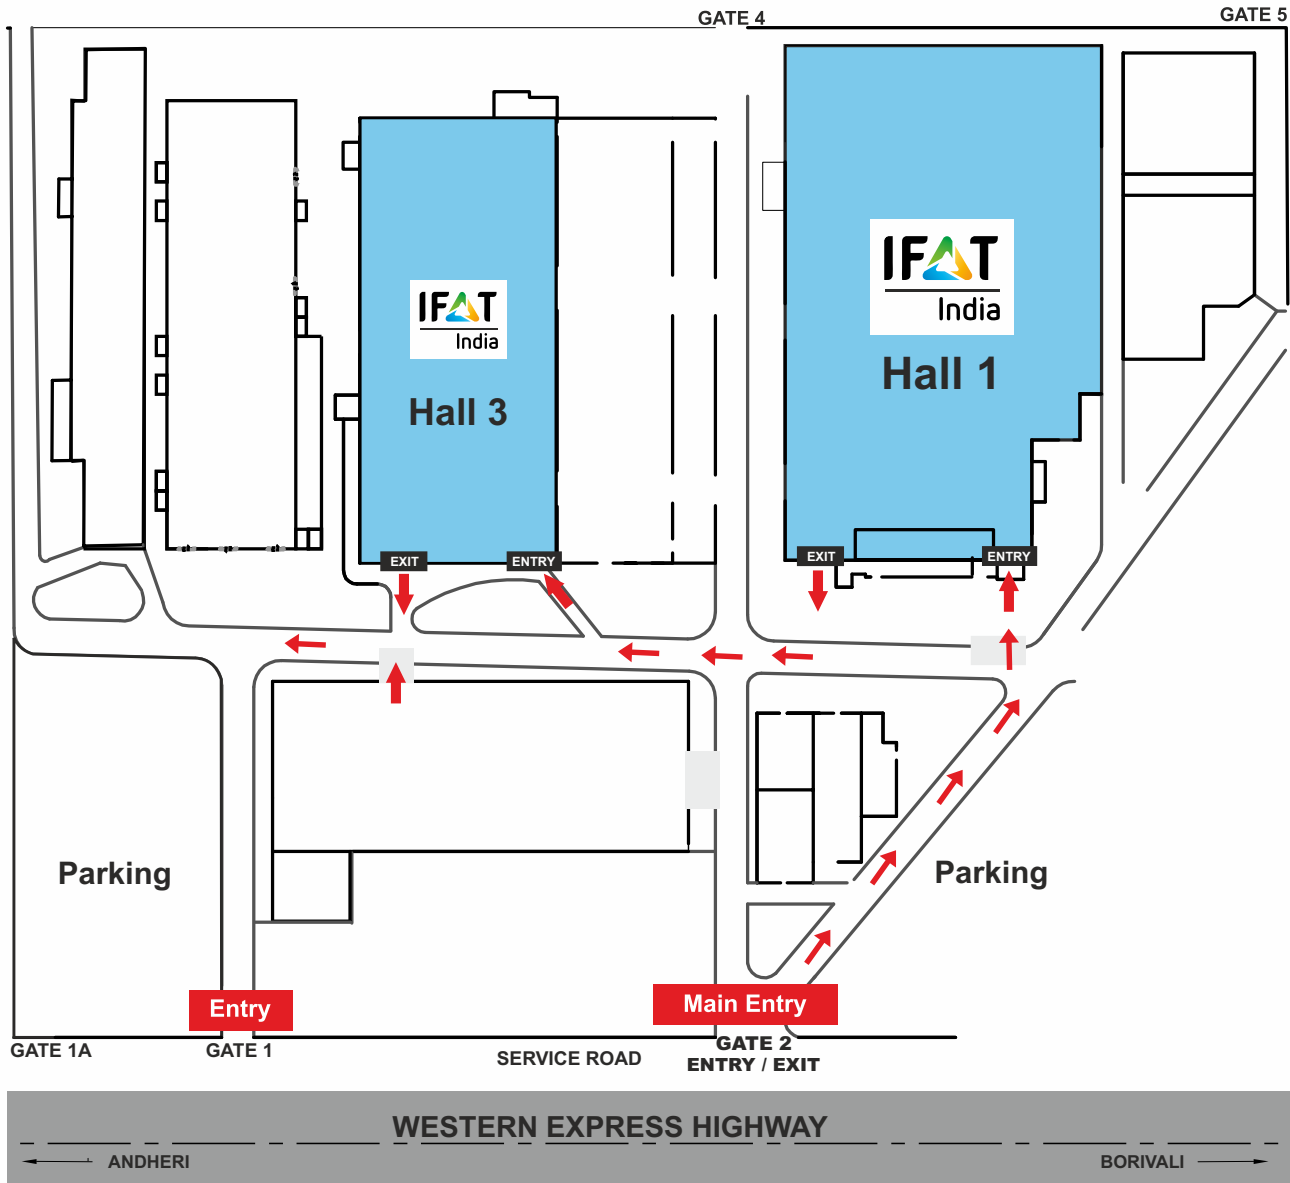 GATE 4
GATE 5
IFAT
India
Hall 1
IFAT
India
Hall 3
EXIT
ENTRY
EXIT
ENTRY
Parking
Parking
Entry
Main Entry
GATE 1A
GATE 1
SERVICE ROAD
GATE 2
ENTRY / EXIT
WESTERN EXPRESS HIGHWAY
ANDHERI
BORIVALI